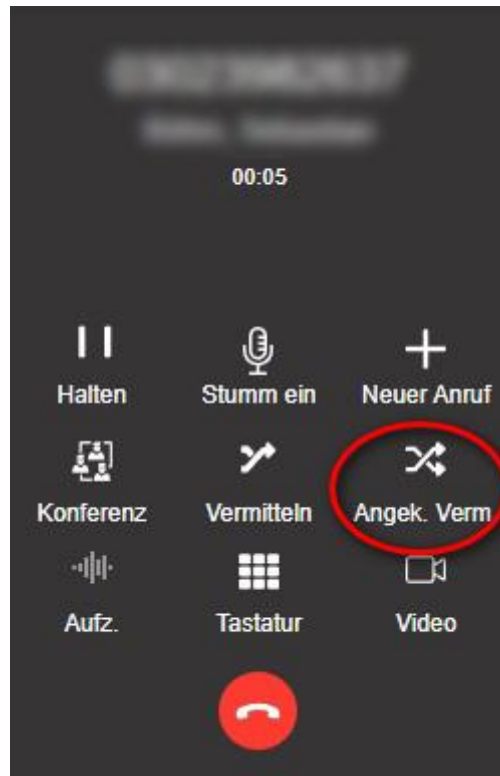 00:05
Halten Stumm ein Neuer Anruf
Konferenz Vermitteln Angek. Verm
Aufz. Tastatur Video